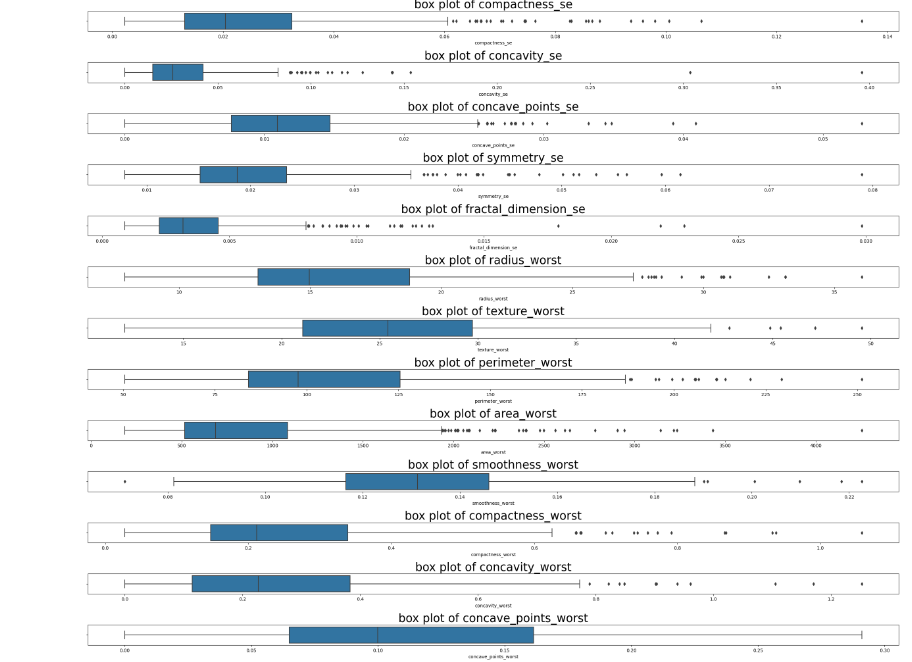 box plot of compactness_se
0.00 0.02 0.04 0.06 0.08 0.10 0.12 0.14
compactness_se
box plot of concavity_se
0.00 0.05 0.10 0.15 0.20 0.25 0.30 0.35 0.40
concavity_se
box plot of concave_points_se
0.00 0.01 0.02 0.03 0.04 0.05
concave_points_se
box plot of symmetry_se
0.01 0.02 0.03 0.04 0.05 0.06 0.07 0.08
symmetry_se
box plot of fractal_dimension_se
0.000 0.005 0.010 0.015 0.020 0.025 0.030
fractal_dimension_se
box plot of radius_worst
10 15 20 25 30 35
radius_worst
box plot of texture_worst
15 20 25 30 35 40 45 50
texture_worst
box plot of perimeter_worst
50 75 100 125 150 175 200 225 250
perimeter_worst
box plot of area_worst
0 500 1000 1500 2000 2500 3000 3500 4000
area_worst
box plot of smoothness_worst
0.08 0.10 0.12 0.14 0.16 0.18 0.20 0.22
smoothness_worst
box plot of compactness_worst
0.0 0.2 0.4 0.6 0.8 1.0
compactness_worst
box plot of concavity_worst
0.0 0.2 0.4 0.6 0.8 1.0 1.2
concavity_worst
box plot of concave_points_worst
0.00 0.05 0.10 0.15 0.20 0.25 0.30
concave_points_worst